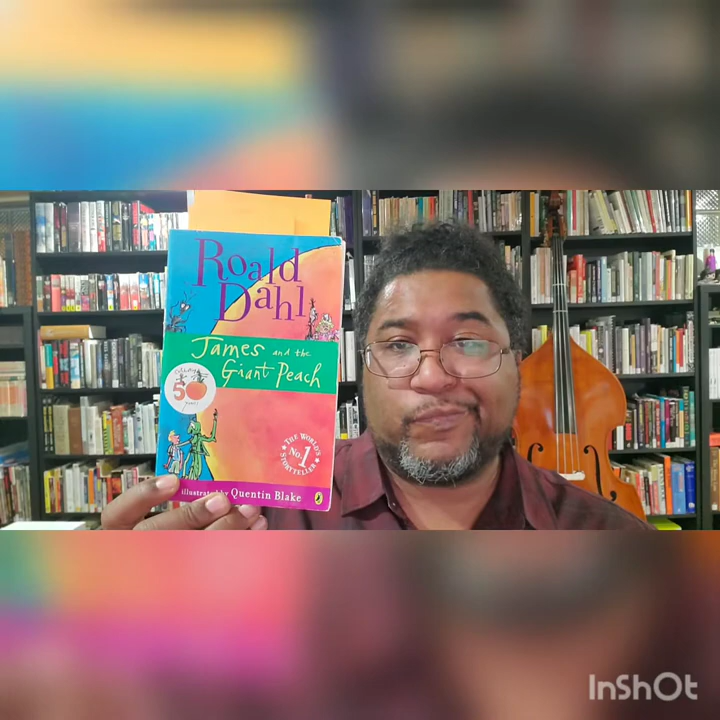 Roald
Dahl
James and the
Giant Peach
50
years
THE WORLD'S
No.1
STORYTELLER
illustrated by Quentin Blake
InShOt